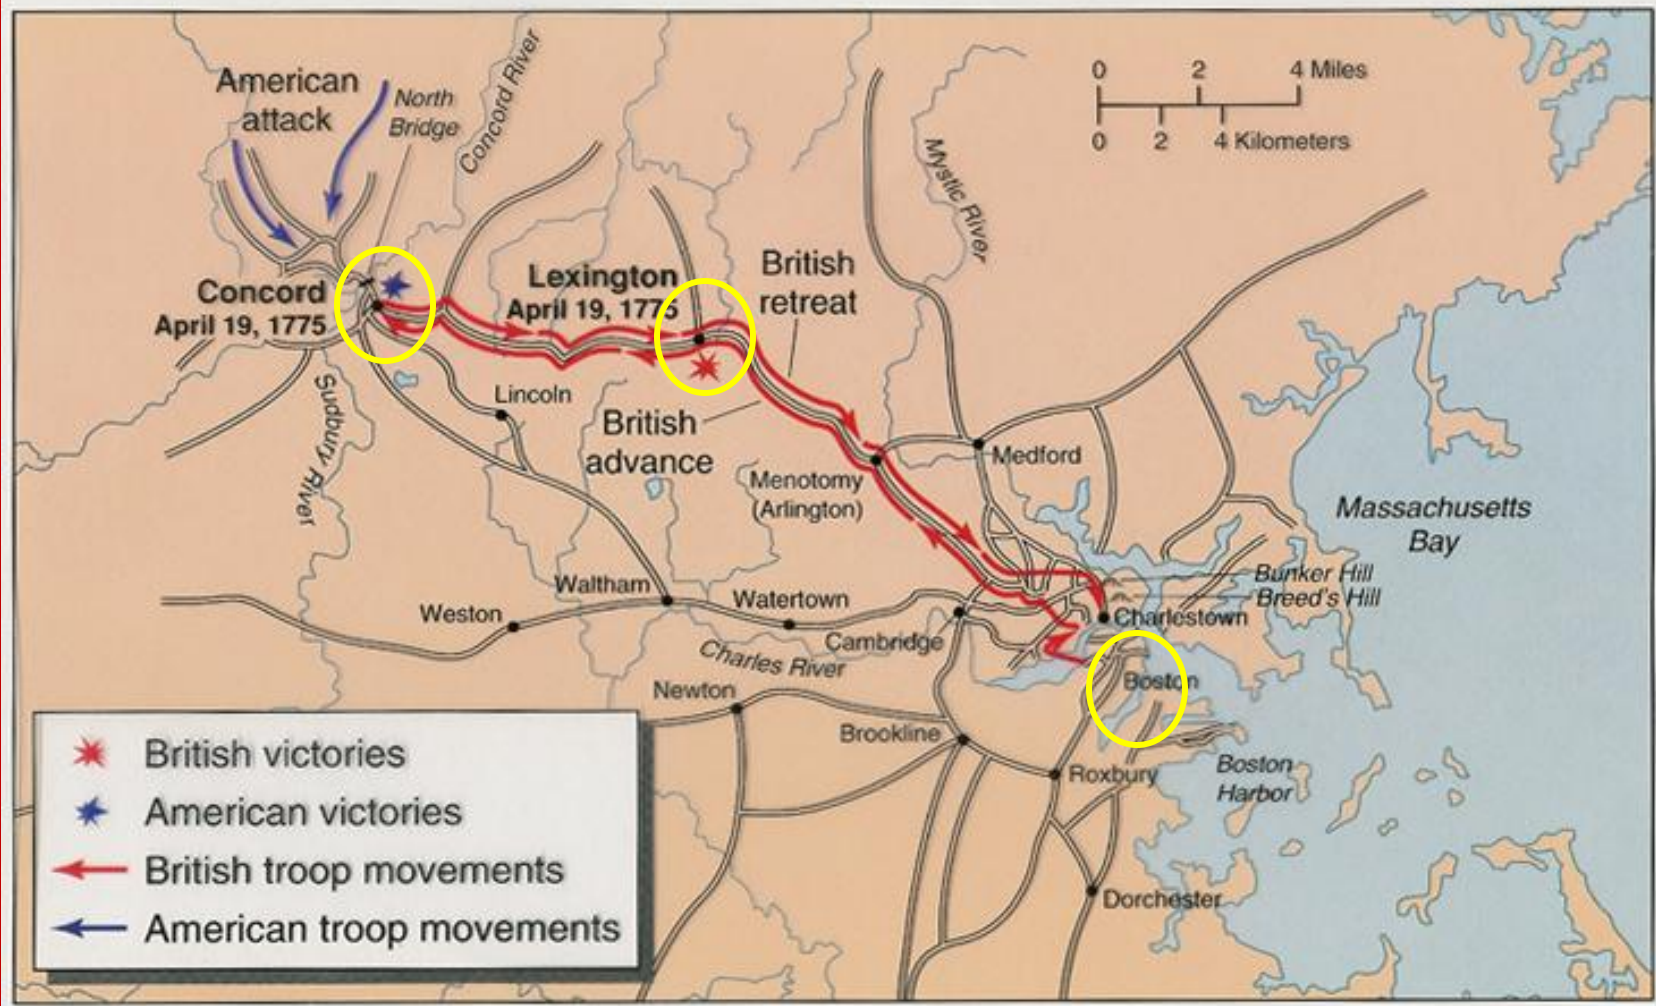 American
attack
North
Bridge
Concord River
0 2 4 Miles
0 2 4 Kilometers
Mystic River
Concord
April 19, 1775
Lexington
April 19, 1775
British
retreat
Lincoln
Sudbury River
British
advance
Medford
Menotomy
(Arlington)
Massachusetts
Bay
Bunker Hill
Breed's Hill
Waltham
Watertown
Weston
Charlestown
Cambridge
Charles River
Boston
Newton
Brookline
Roxbury
Boston
Harbor
Dorchester
British victories
American victories
British troop movements
American troop movements